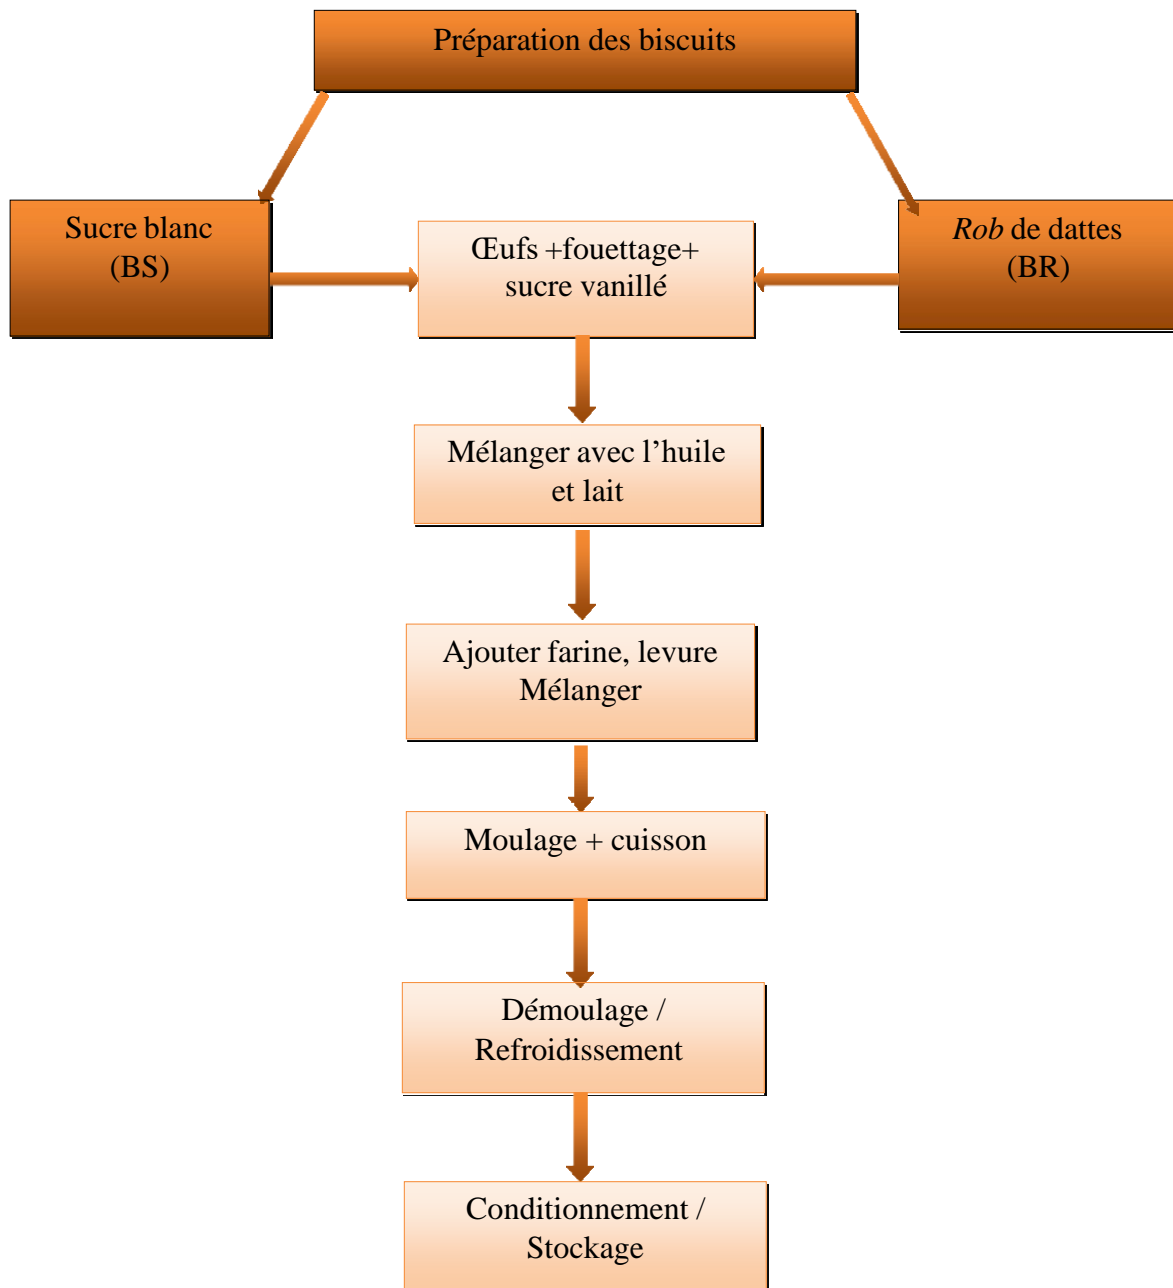 Préparation des biscuits
Sucre blanc
(BS)
Œufs +fouettage+
sucre vanillé
Rob de dattes
(BR)
Mélanger avec l’huile
et lait
Ajouter farine, levure
Mélanger
Moulage + cuisson
Démoulage /
Refroidissement
Conditionnement /
Stockage